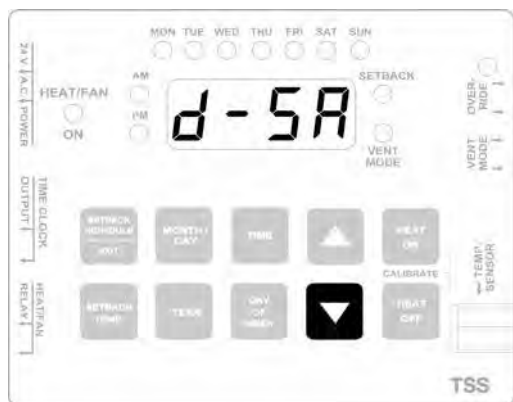 MON TUE WED THU FRI SAT SUN
24 V A.C. POWER
AM
PM
HEAT/FAN
ON
d-SA
SETBACK
VENT
MODE
OVER-
RIDE
VENT
MODE
TIME CLOCK
OUTPUT
SETBACK
SCHEDULE
MONTH/
DAY
TIME
HEAT
ON
CALIBRATE
TEMP.
SENSOR
HEAT/FAN
RELAY
SETBACK
TEMP
TEMP
DAY
OF
WEEK
HEAT
OFF
TSS